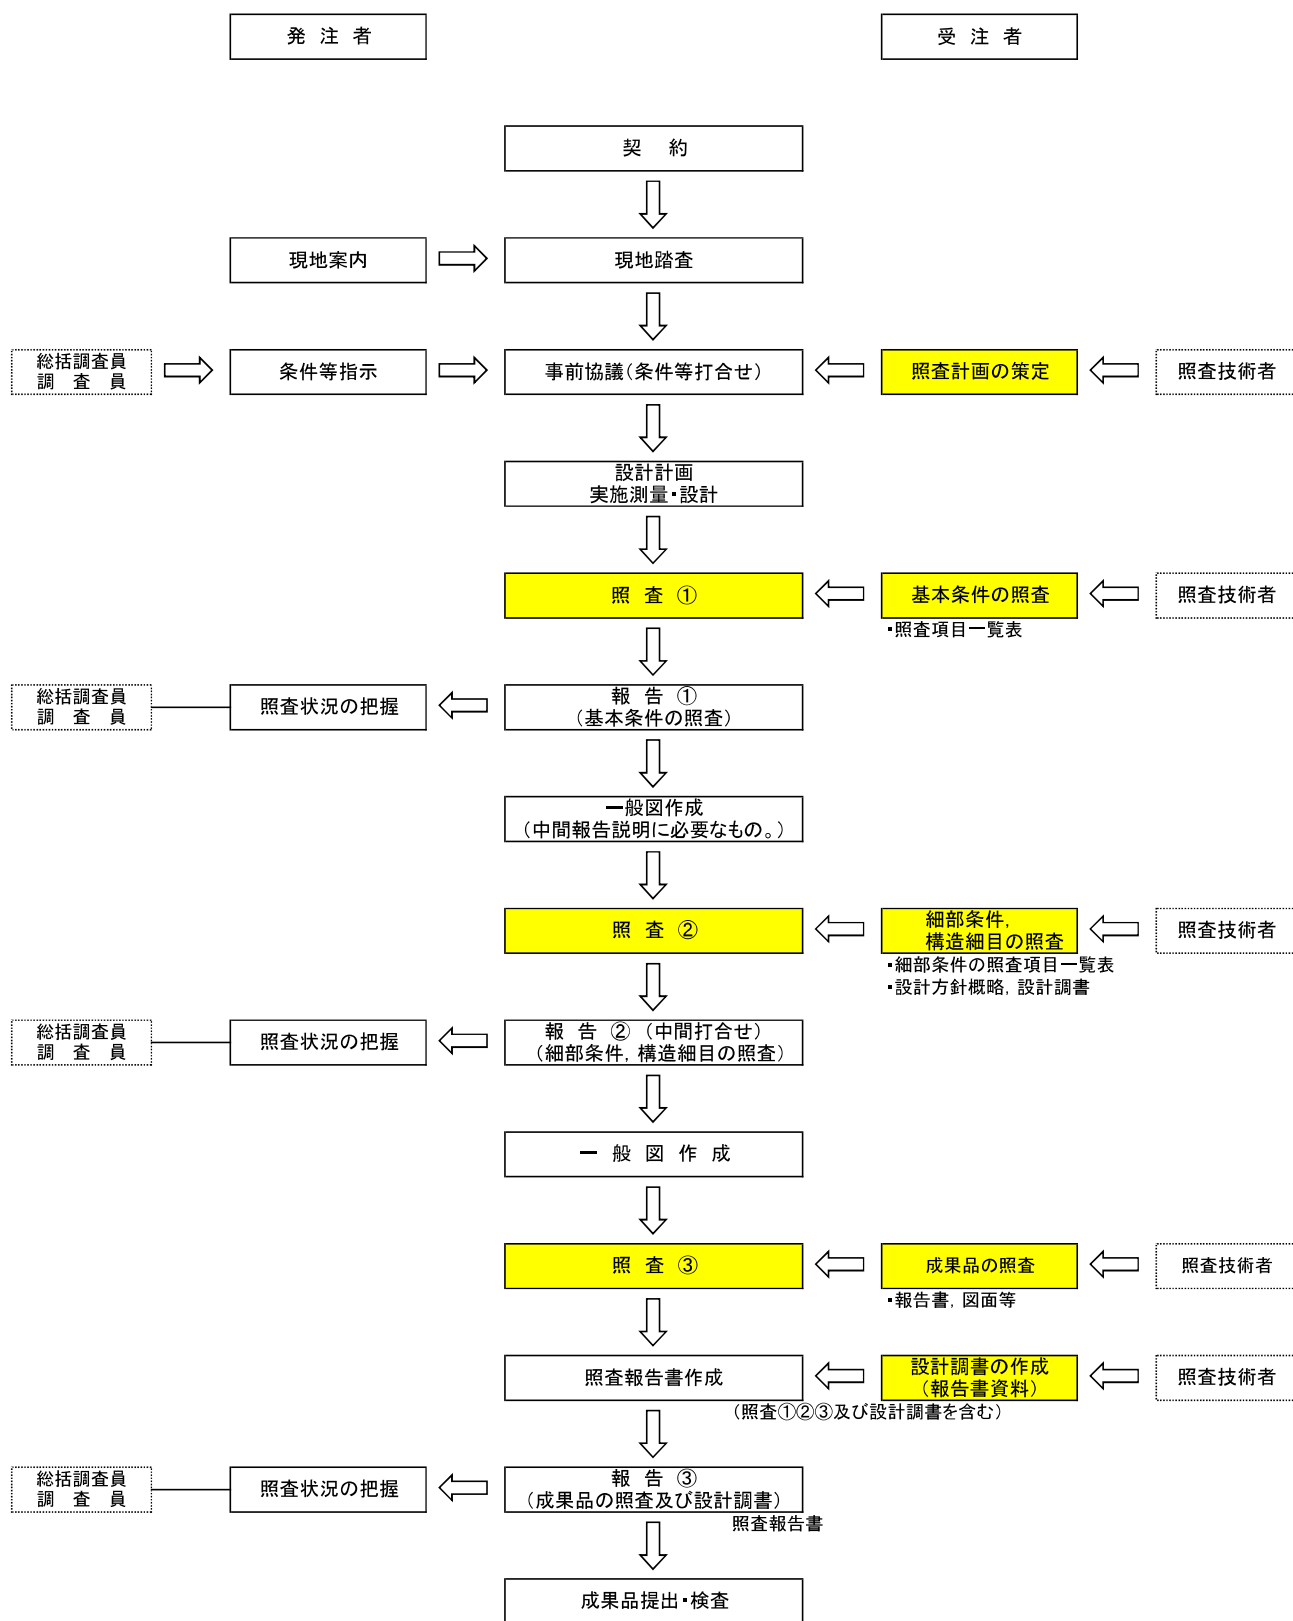 発 注 者
受 注 者
契 約
現地案内
現地踏査
総括調査員
調 査 員
条件等指示
事前協議(条件等打合せ)
照査計画の策定
照査技術者
設計計画
実施測量・設計
照 査 ①
基本条件の照査
照査技術者
・照査項目一覧表
総括調査員
調 査 員
照査状況の把握
報 告 ①
(基本条件の照査)
一般図作成
(中間報告説明に必要なもの。)
照 査 ②
細部条件,
構造細目の照査
照査技術者
・細部条件の照査項目一覧表
・設計方針概略, 設計調書
総括調査員
調 査 員
照査状況の把握
報 告 ② (中間打合せ)
(細部条件, 構造細目の照査)
一 般 図 作 成
照 査 ③
成果品の照査
照査技術者
・報告書, 図面等
照査報告書作成
設計調書の作成
(報告書資料)
照査技術者
(照査①②③及び設計調書を含む)
総括調査員
調 査 員
照査状況の把握
報 告 ③
(成果品の照査及び設計調書)
照査報告書
成果品提出・検査